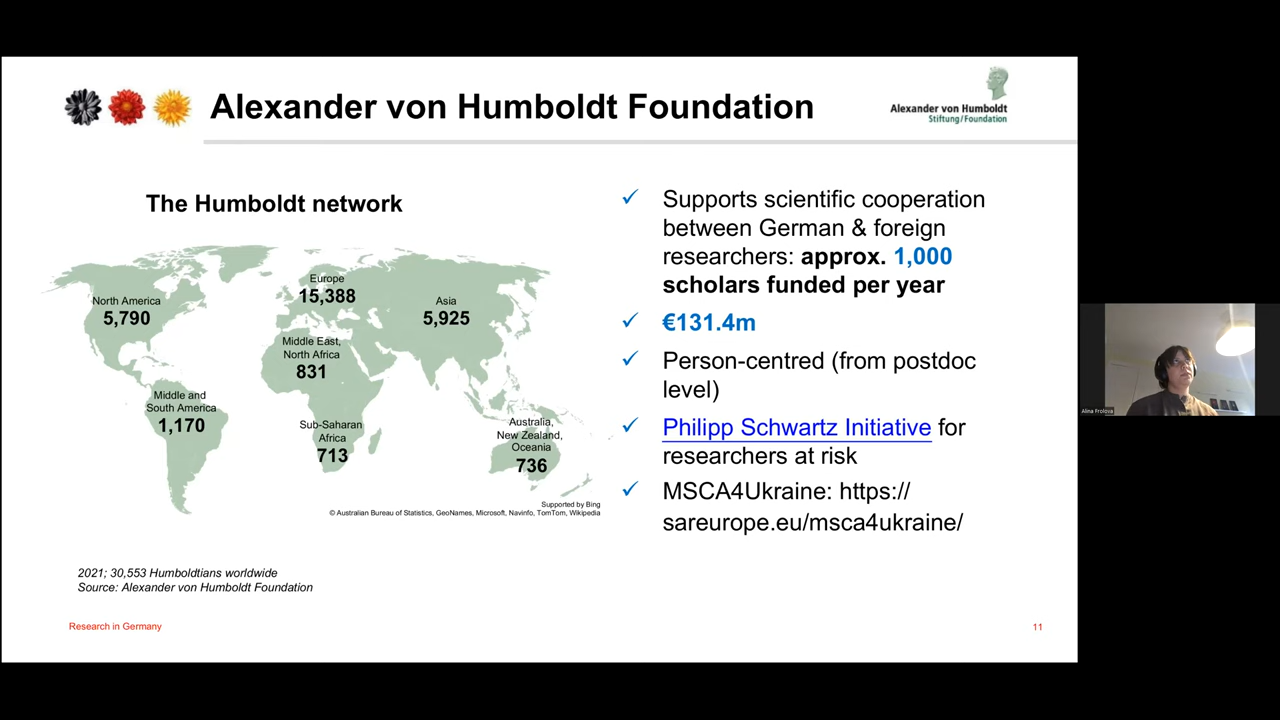 Alexander von Humboldt Foundation
Alexander von Humboldt
Stiftung/Foundation
The Humboldt network
North America
5,790
Europe
15,388
Asia
5,925
Middle East,
North Africa
831
Middle and
South America
1,170
Sub-Saharan
Africa
713
Australia,
New Zealand,
Oceania
736
Supported by Bing
© Australian Bureau of Statistics, GeoNames, Microsoft, Navinfo, TomTom, Wikipedia
2021; 30,553 Humboldtians worldwide
Source: Alexander von Humboldt Foundation
Supports scientific cooperation
between German & foreign
researchers: approx. 1,000
scholars funded per year
€131.4m
Person-centred (from postdoc
level)
Philipp Schwartz Initiative for
researchers at risk
MSCA4Ukraine: https://
sareurope.eu/msca4ukraine/
Research in Germany
11
Alina Frolova